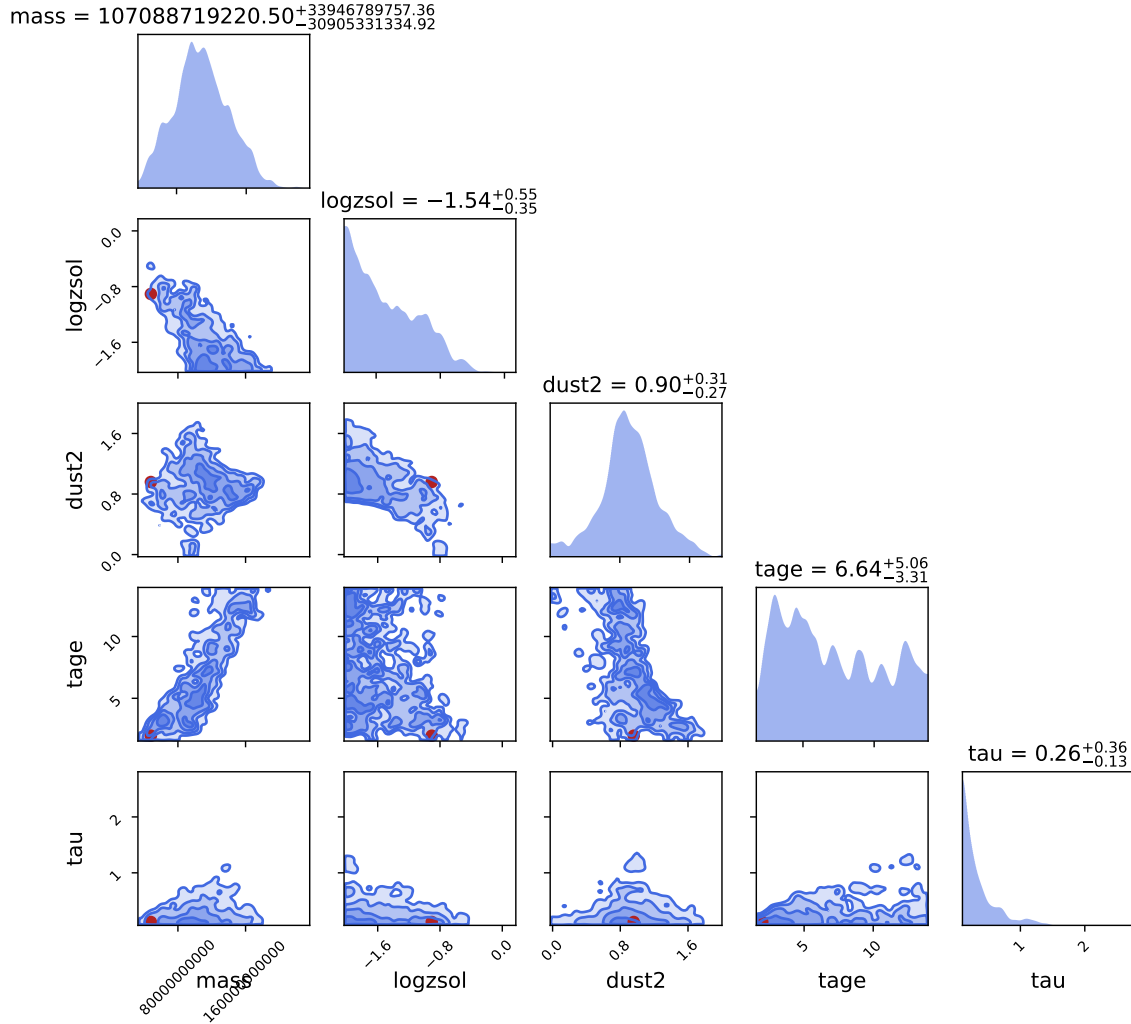 mass = 107088719220.50 +33946789757.36 −30905331334.92
logzsol = −1.54 +0.55 −0.35
0.0
−0.8
−1.6
logzsol
dust2 = 0.90 +0.31 −0.27
1.6
0.8
0.0
dust2
tage = 6.64 +5.06 −3.31
10
5
tage
tau = 0.26 +0.36 −0.13
2
1
tau
80000000000
160000000000
mass
−1.6
−0.8
0.0
logzsol
0.0
0.8
1.6
dust2
5
10
tage
1
2
tau